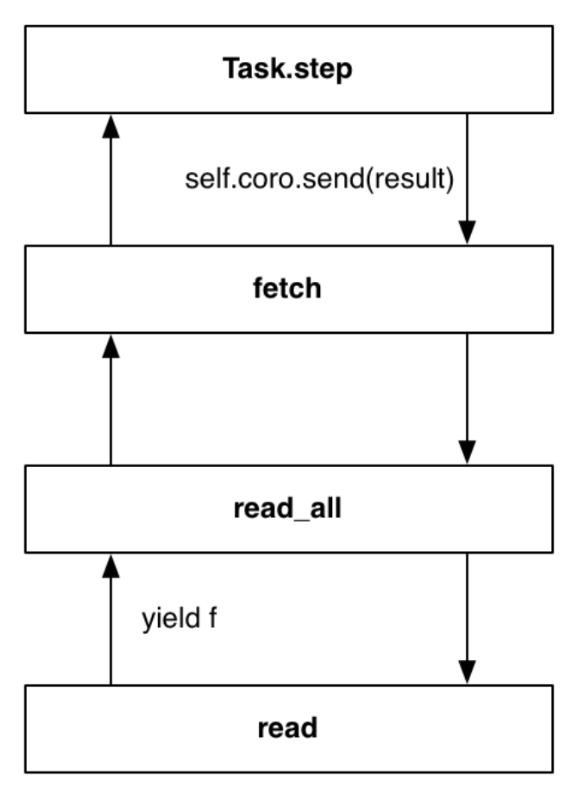 Task.step
self.coro.send(result)
fetch
read_all
yield f
read